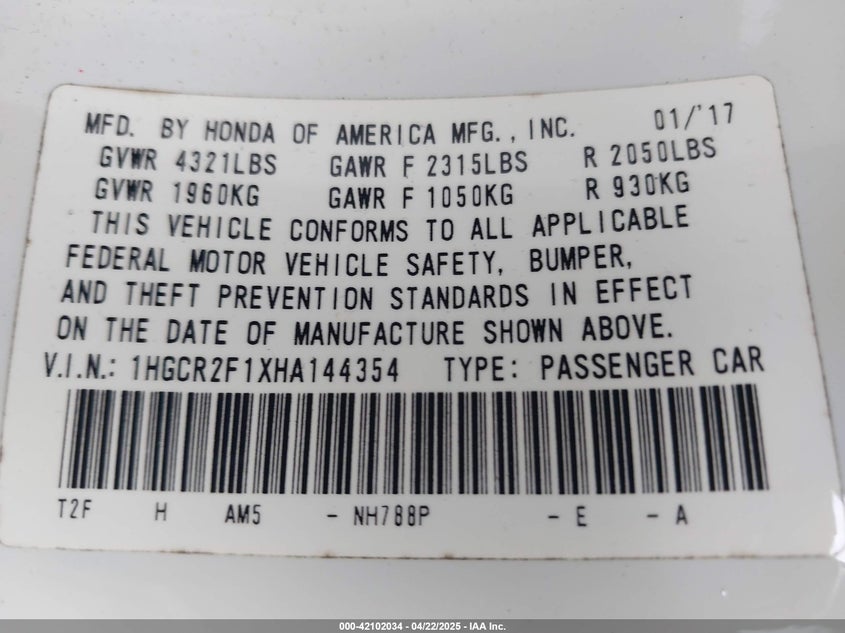 MFD. BY HONDA OF AMERICA MFG., INC. 01/'17
GVWR 4321LBS GAWR F 2315LBS R 2050LBS
GVWR 1960KG GAWR F 1050KG R 930KG
THIS VEHICLE CONFORMS TO ALL APPLICABLE
FEDERAL MOTOR VEHICLE SAFETY, BUMPER,
AND THEFT PREVENTION STANDARDS IN EFFECT
ON THE DATE OF MANUFACTURE SHOWN ABOVE.
V.I.N.: 1HGCR2F1XHA144354 TYPE: PASSENGER CAR
T2F H AM5 - NH788P - E - A
000-42102034 - 04/22/2025 - IAA Inc.